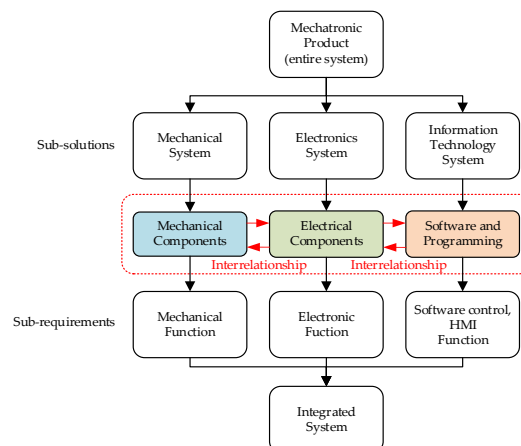 Mechatronic
Product
(entire system)
Sub-solutions
Mechanical
System
Electronics
System
Information
Technology
System
Mechanical
Components
Electrical
Components
Software and
Programming
Interrelationship
Interrelationship
Sub-requirements
Mechanical
Function
Electronic
Fuction
Software control,
HMI
Function
Integrated
System